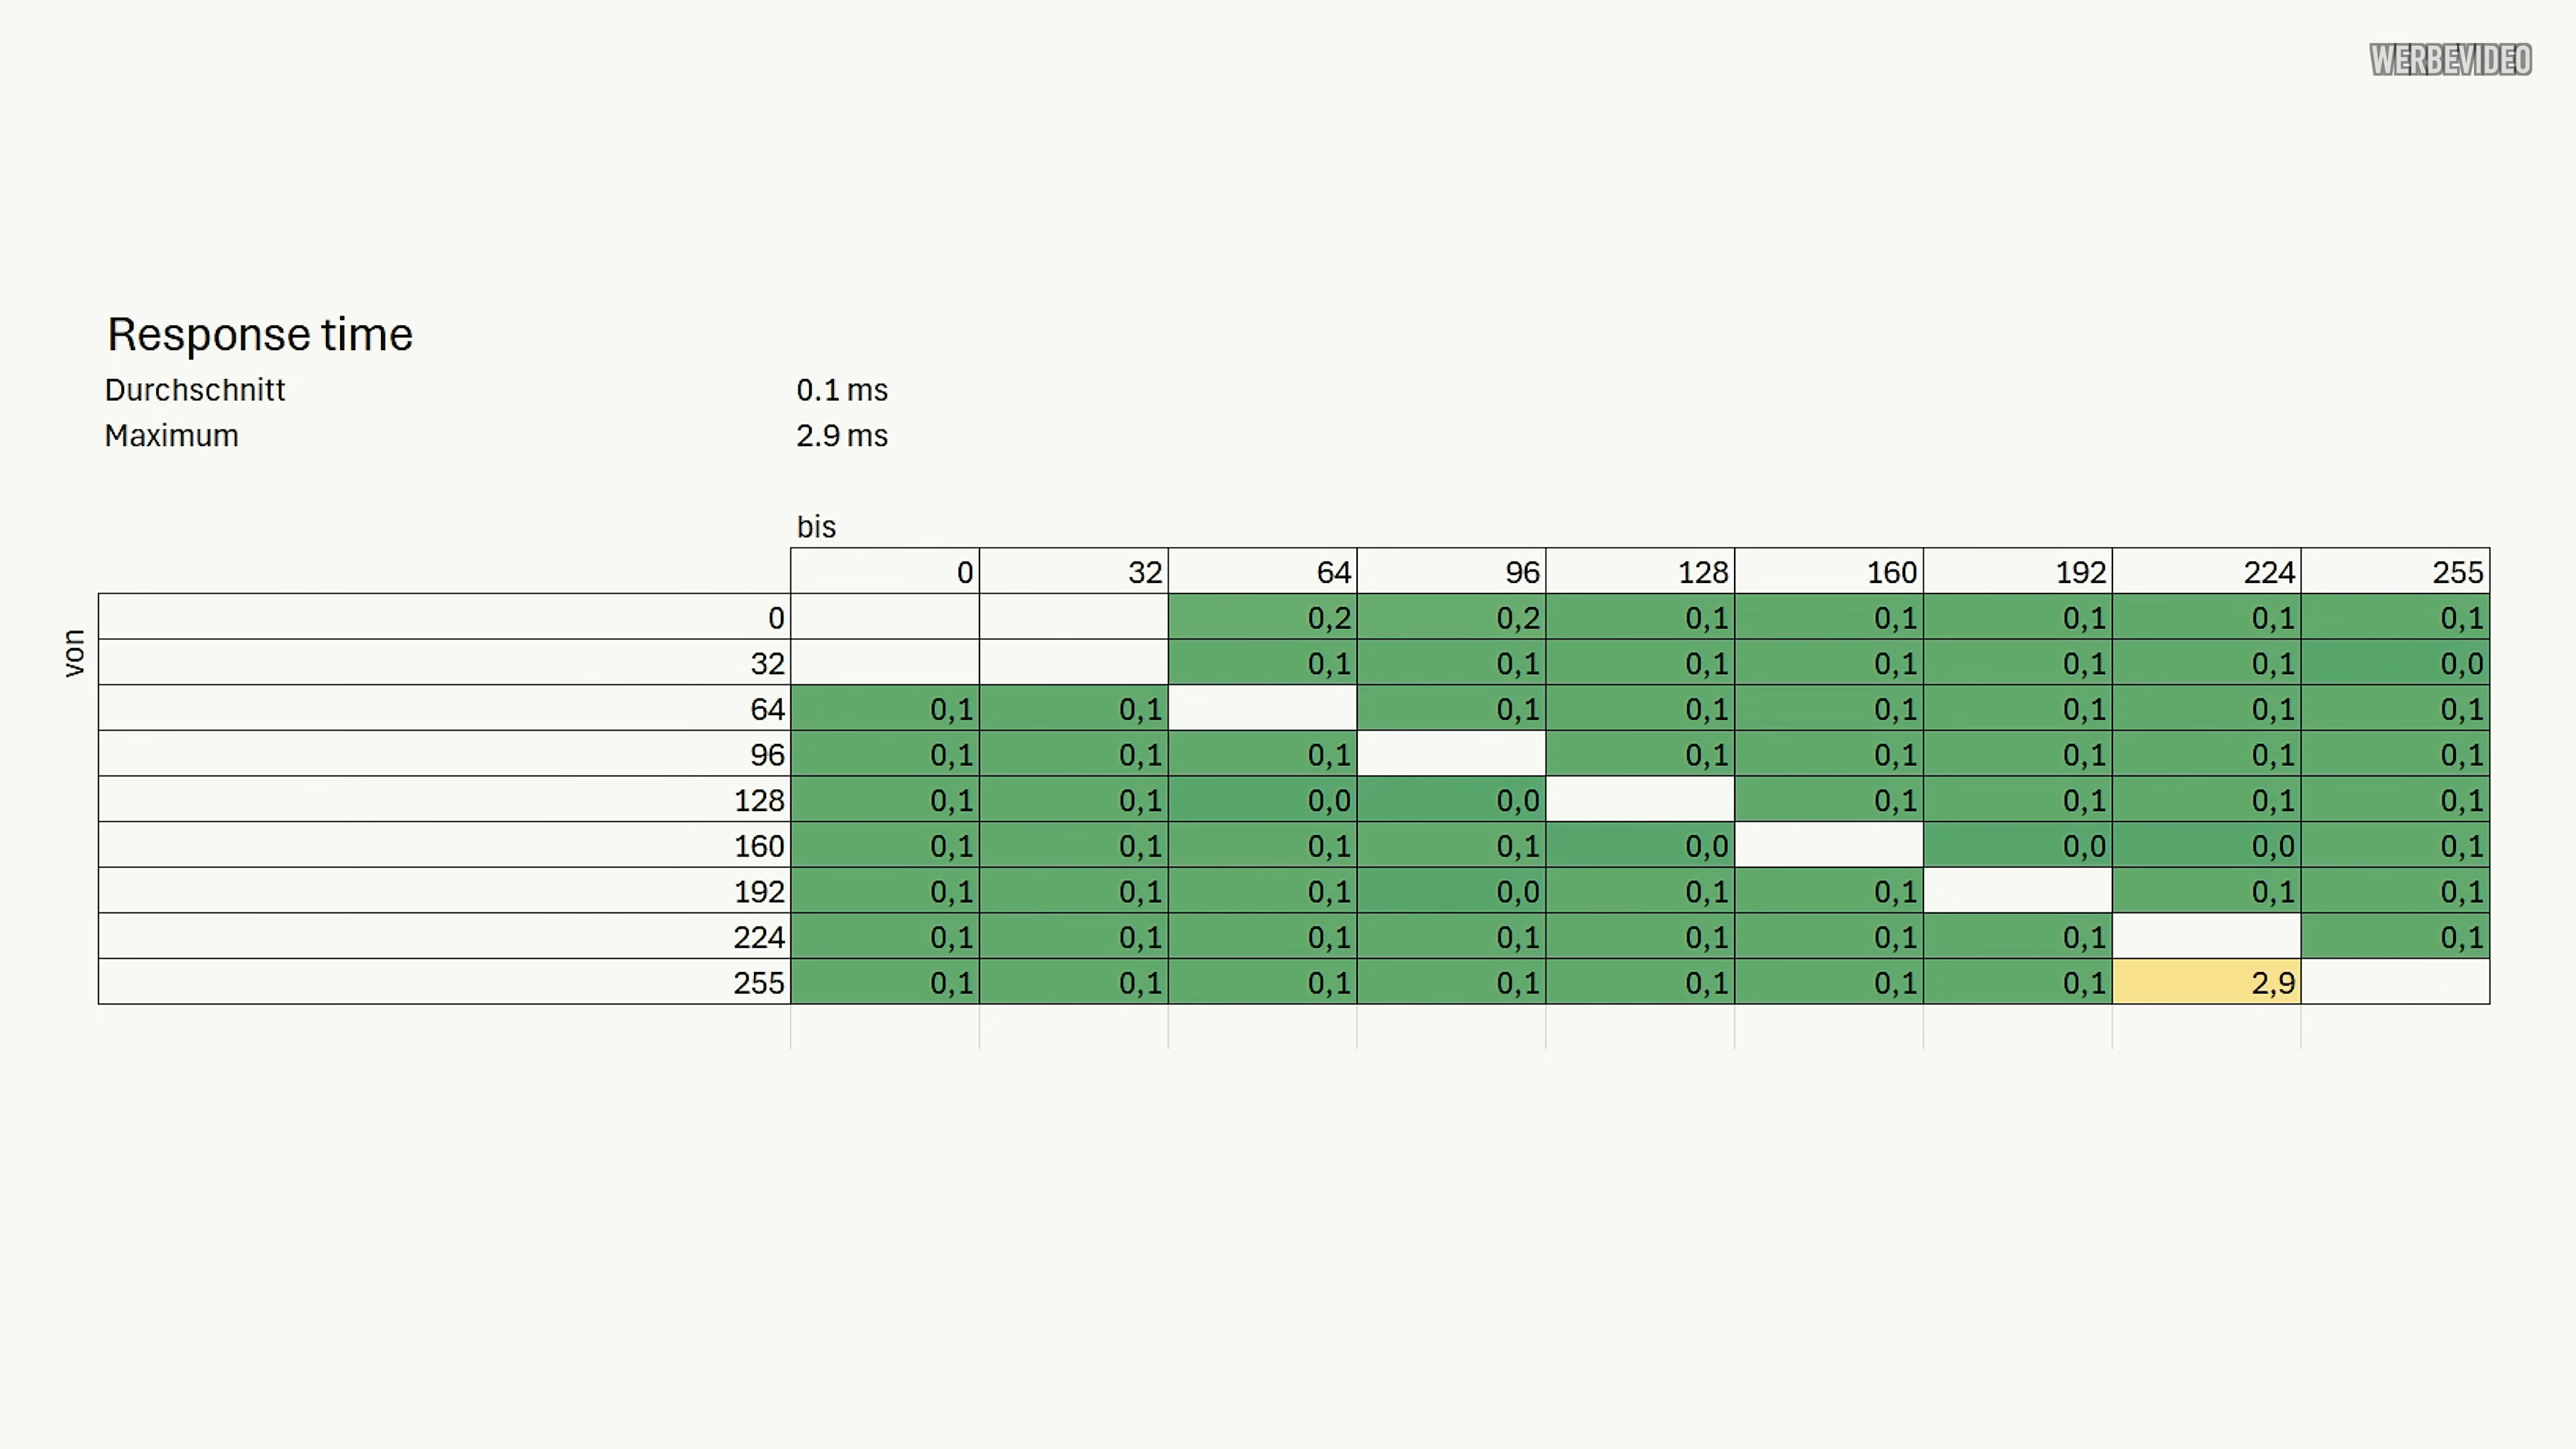 WERBEVIDEO
Response time
Durchschnitt 0.1 ms
Maximum 2.9 ms
bis
0 32 64 96 128 160 192 224 255
von
0 0,2 0,2 0,1 0,1 0,1 0,1 0,1
32 0,1 0,1 0,1 0,1 0,1 0,1 0,0
64 0,1 0,1 0,1 0,1 0,1 0,1 0,1 0,1
96 0,1 0,1 0,1 0,1 0,1 0,1 0,1 0,1
128 0,1 0,1 0,0 0,0 0,1 0,1 0,1 0,1
160 0,1 0,1 0,1 0,1 0,0 0,0 0,0 0,1
192 0,1 0,1 0,1 0,0 0,1 0,1 0,1 0,1
224 0,1 0,1 0,1 0,1 0,1 0,1 0,1 0,1
255 0,1 0,1 0,1 0,1 0,1 0,1 0,1 2,9